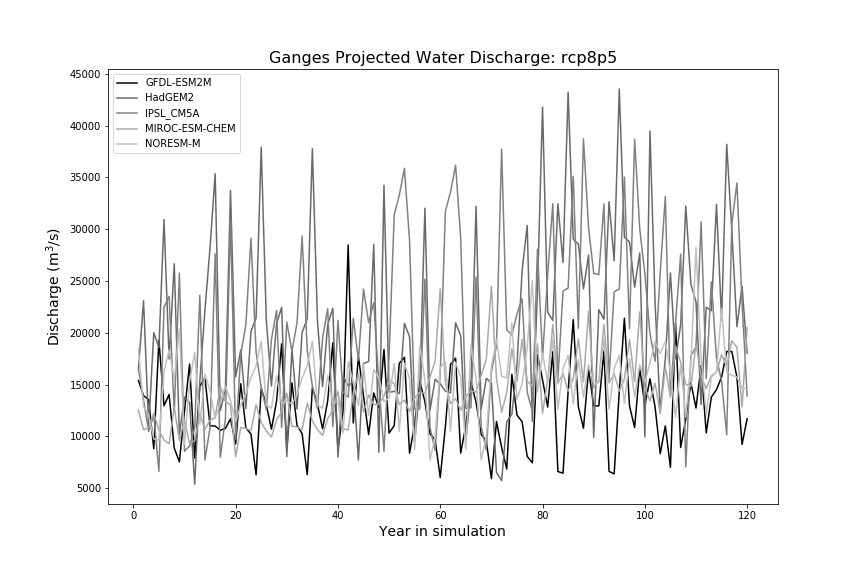 Ganges Projected Water Discharge: rcp8p5
45000
40000
35000
30000
25000
20000
15000
10000
5000
Discharge (m³/s)
GFDL-ESM2M
HadGEM2
IPSL_CM5A
MIROC-ESM-CHEM
NORESM-M
0
20
40
60
80
100
120
Year in simulation